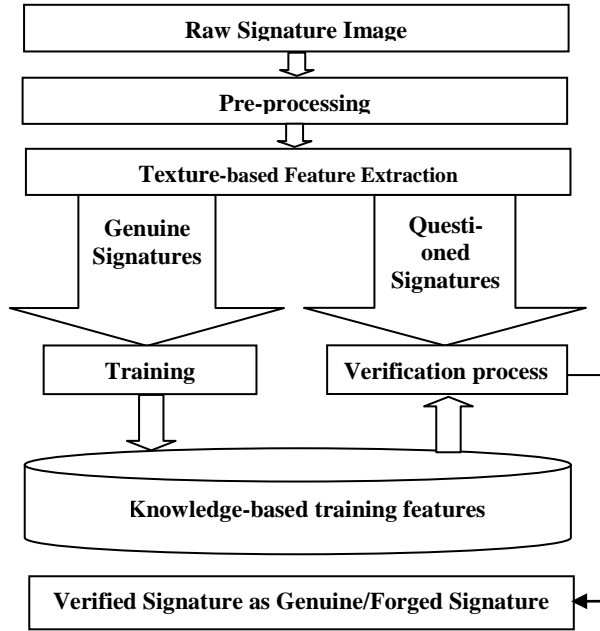 Raw Signature Image
Pre-processing
Texture-based Feature Extraction
Genuine
Signatures
Questi-
oned
Signatures
Training
Verification process
Knowledge-based training features
Verified Signature as Genuine/Forged Signature